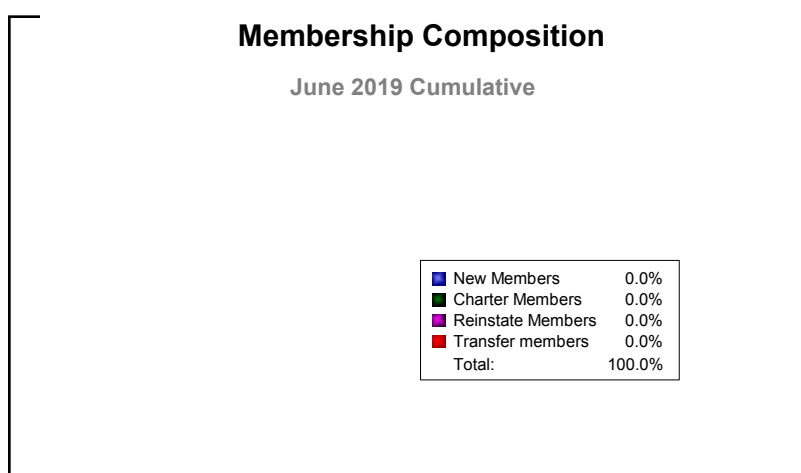 Membership Composition
June 2019 Cumulative
New Members 0.0%
Charter Members 0.0%
Reinstate Members 0.0%
Transfer members 0.0%
Total: 100.0%